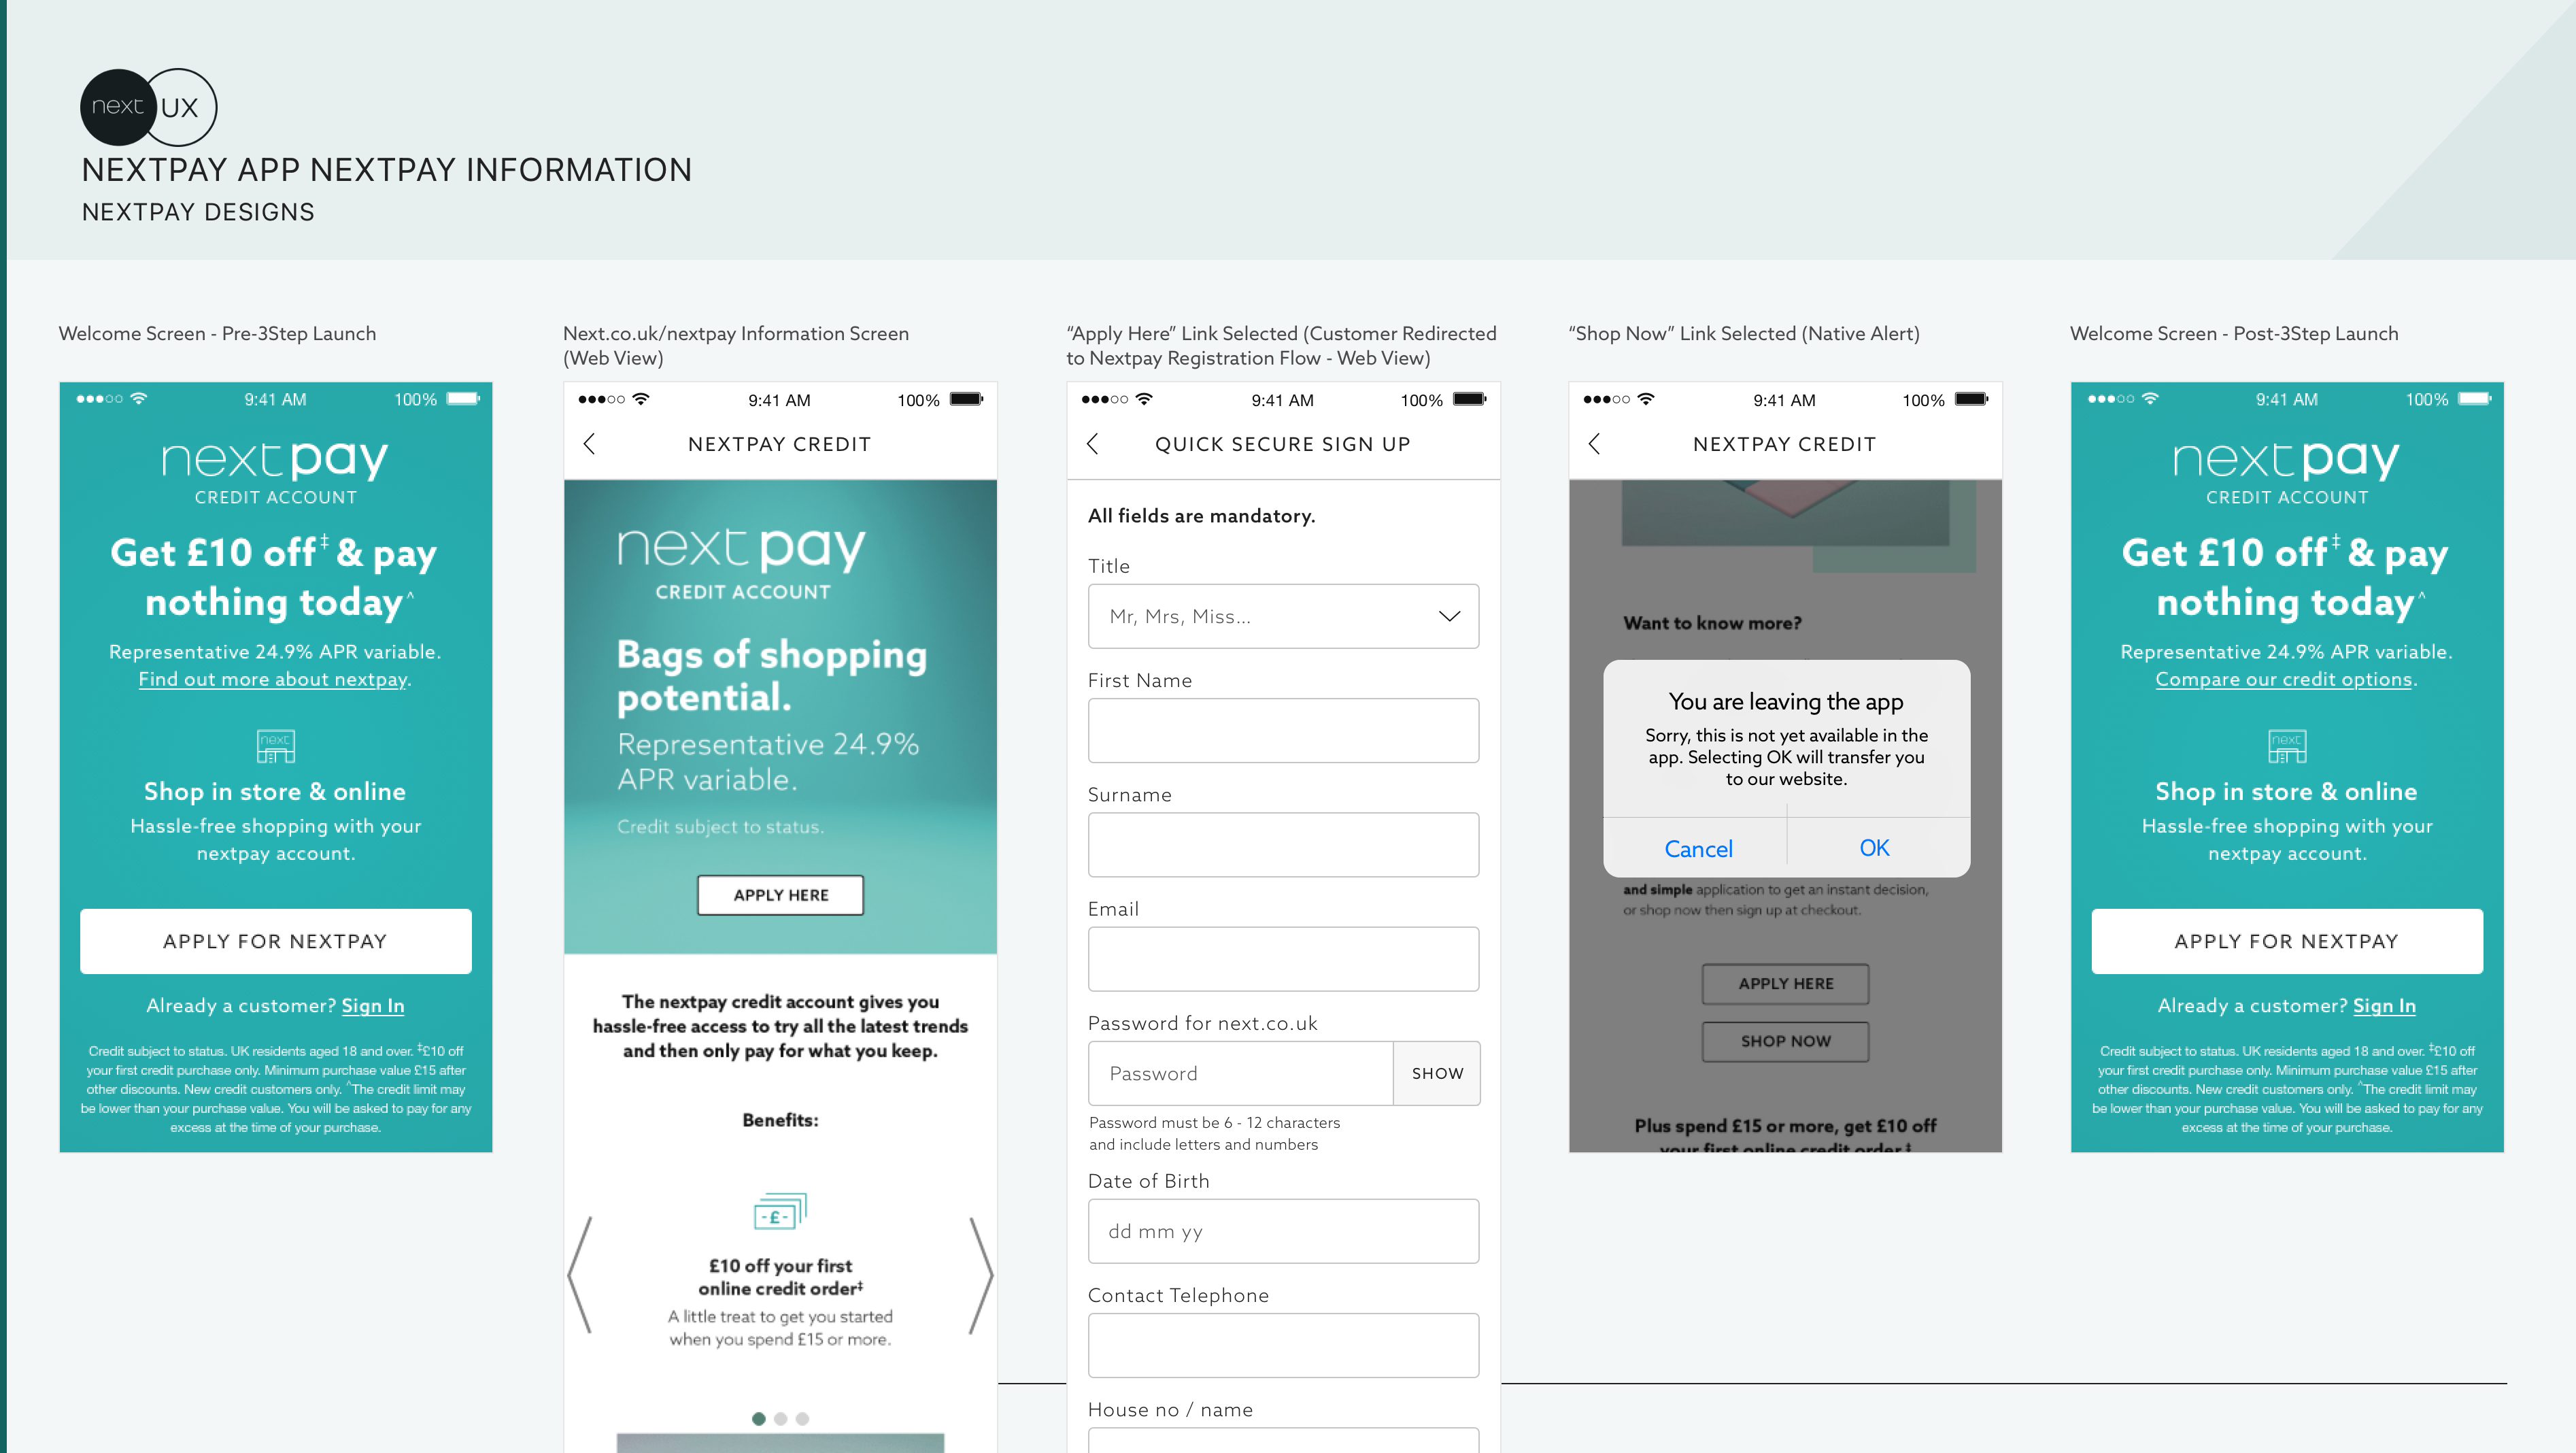 next UX
NEXTPAY APP NEXTPAY INFORMATION
NEXTPAY DESIGNS
Welcome Screen - Pre-3Step Launch
9:41 AM 100%
nextpay
CREDIT ACCOUNT
Get £10 off‡ & pay
nothing today^
Representative 24.9% APR variable.
Find out more about nextpay.
next
Shop in store & online
Hassle-free shopping with your
nextpay account.
APPLY FOR NEXTPAY
Already a customer? Sign In
Credit subject to status. UK residents aged 18 and over. ‡£10 off
your first credit purchase only. Minimum purchase value £15 after
other discounts. New credit customers only. ^The credit limit may
be lower than your purchase value. You will be asked to pay for any
excess at the time of your purchase.
Next.co.uk/nextpay Information Screen
(Web View)
9:41 AM 100%
NEXTPAY CREDIT
nextpay
CREDIT ACCOUNT
Bags of shopping
potential.
Representative 24.9%
APR variable.
Credit subject to status.
APPLY HERE
The nextpay credit account gives you
hassle-free access to try all the latest trends
and then only pay for what you keep.
Benefits:
-£-
£10 off your first
online credit order‡
A little treat to get you started
when you spend £15 or more.
“Apply Here” Link Selected (Customer Redirected
to Nextpay Registration Flow - Web View)
9:41 AM 100%
QUICK SECURE SIGN UP
All fields are mandatory.
Title
Mr, Mrs, Miss...
First Name
Surname
Email
Password for next.co.uk
Password SHOW
Password must be 6 - 12 characters
and include letters and numbers
Date of Birth
dd mm yy
Contact Telephone
House no / name
“Shop Now” Link Selected (Native Alert)
9:41 AM 100%
NEXTPAY CREDIT
Want to know more?
You are leaving the app
Sorry, this is not yet available in the
app. Selecting OK will transfer you
to our website.
Cancel OK
and simple application to get an instant decision,
or shop now then sign up at checkout.
APPLY HERE
SHOP NOW
Plus spend £15 or more, get £10 off
your first online credit order.‡
Welcome Screen - Post-3Step Launch
9:41 AM 100%
nextpay
CREDIT ACCOUNT
Get £10 off‡ & pay
nothing today^
Representative 24.9% APR variable.
Compare our credit options.
next
Shop in store & online
Hassle-free shopping with your
nextpay account.
APPLY FOR NEXTPAY
Already a customer? Sign In
Credit subject to status. UK residents aged 18 and over. ‡£10 off
your first credit purchase only. Minimum purchase value £15 after
other discounts. New credit customers only. ^The credit limit may
be lower than your purchase value. You will be asked to pay for any
excess at the time of your purchase.